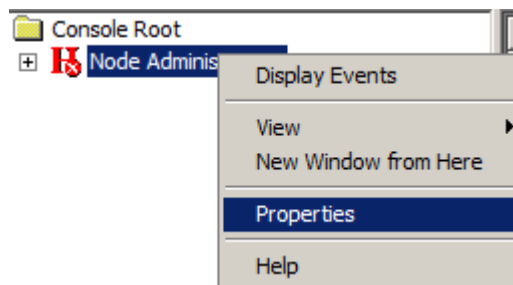 Console Root
Node Adminis
Display Events
View
New Window from Here
Properties
Help